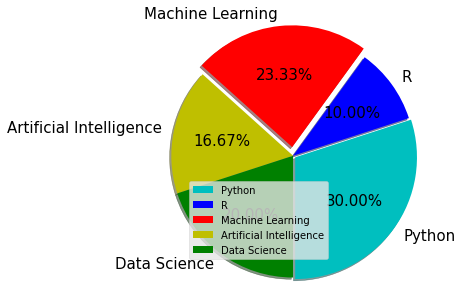 Machine Learning
R
23.33%
10.00%
Artificial Intelligence
16.67%
30.00%
Python
Data Science
Python
R
Machine Learning
Artificial Intelligence
Data Science